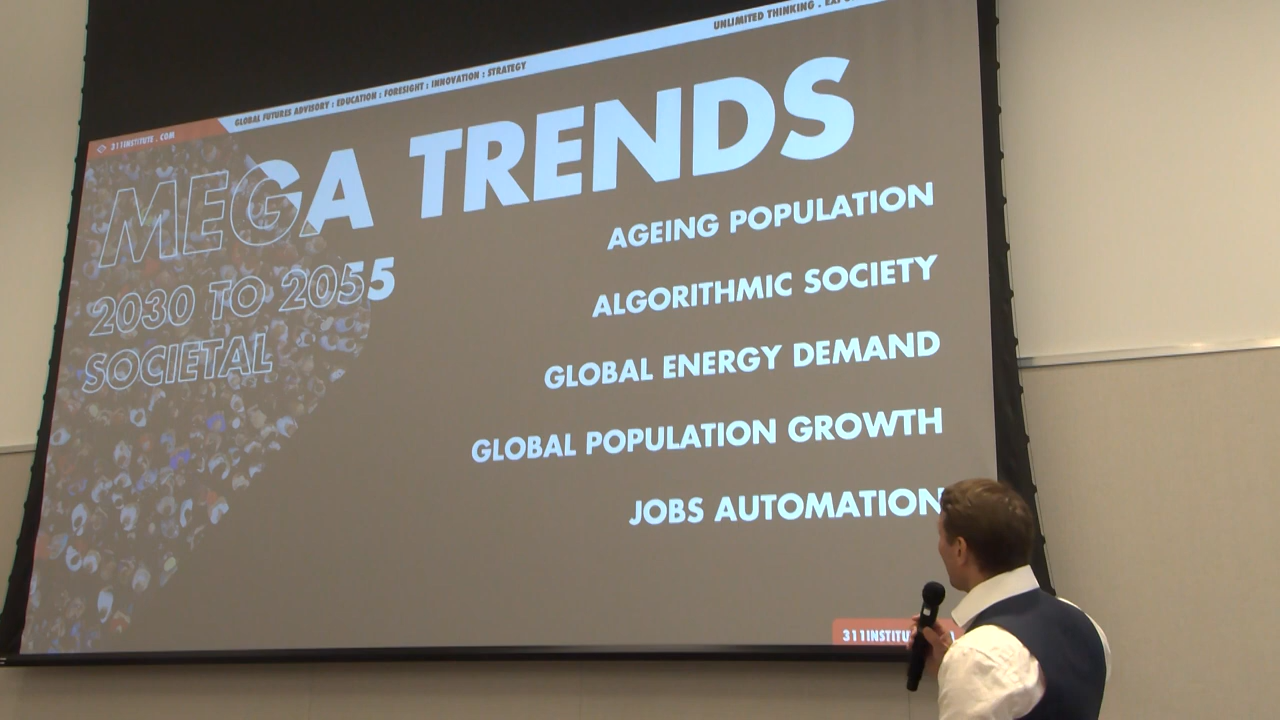 UNLIMITED THINKING .
GLOBAL FUTURES ADVISORY : EDUCATION : FORESIGHT : INNOVATION : STRATEGY
311INSTITUTE . COM
MEGA TRENDS
2030 TO 2055
SOCIETAL
AGEING POPULATION
ALGORITHMIC SOCIETY
GLOBAL ENERGY DEMAND
GLOBAL POPULATION GROWTH
JOBS AUTOMATION
311INSTITU